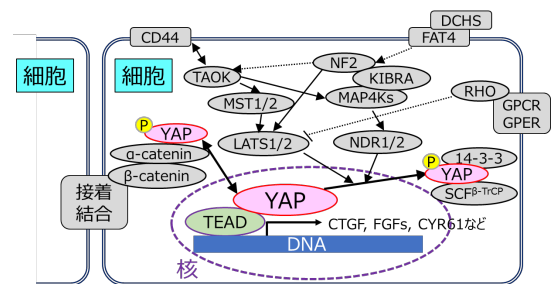 DCHS
CD44
FAT4
細胞
細胞
NF2
TAOK
KIBRA
MAP4Ks
RHO
MST1/2
GPCR
GPER
P
YAP
LATS1/2
NDR1/2
α-catenin
P
14-3-3
YAP
β-catenin
SCFβ-TrCP
接着
結合
YAP
TEAD
CTGF, FGFs, CYR61など
DNA
核